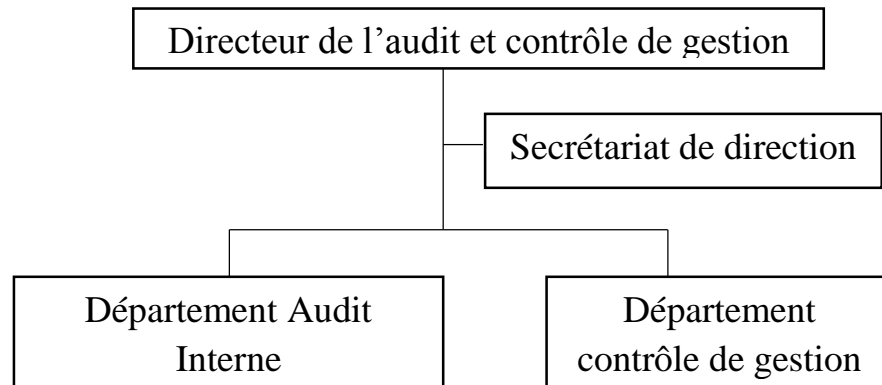 Directeur de l’audit et contrôle de gestion
Secrétariat de direction
Département Audit
Interne
Département
contrôle de gestion